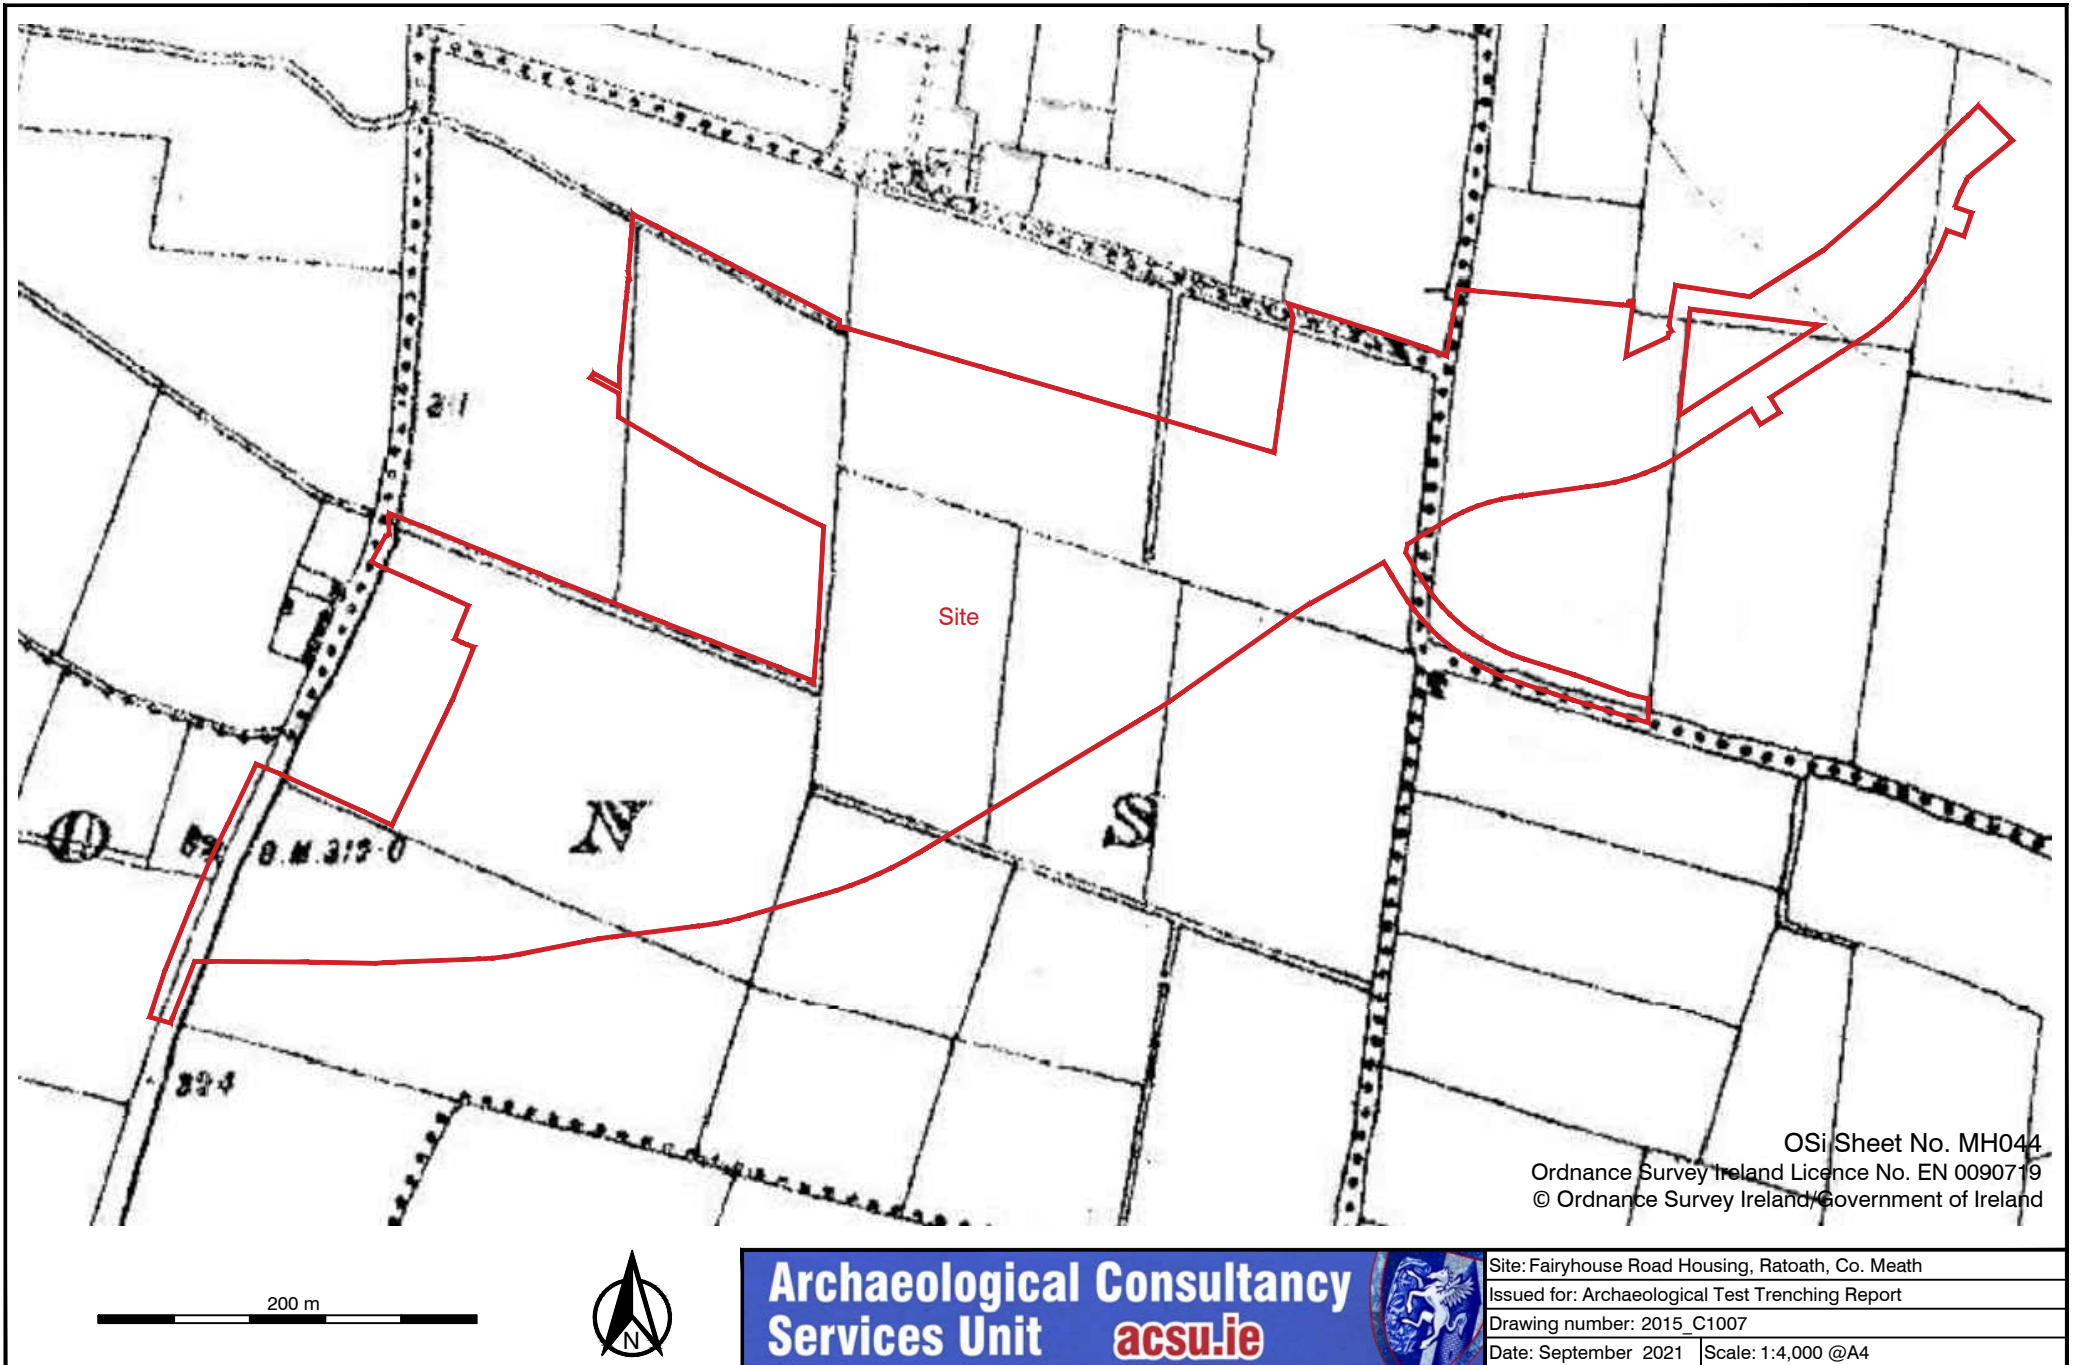 Site
O N S
B.M. 313·0
OSi Sheet No. MH044
Ordnance Survey Ireland Licence No. EN 0090719
© Ordnance Survey Ireland/Government of Ireland
200 m
N
Archaeological Consultancy
Services Unit acsu.ie
Site: Fairyhouse Road Housing, Ratoath, Co. Meath
Issued for: Archaeological Test Trenching Report
Drawing number: 2015_C1007
Date: September 2021 Scale: 1:4,000 @A4